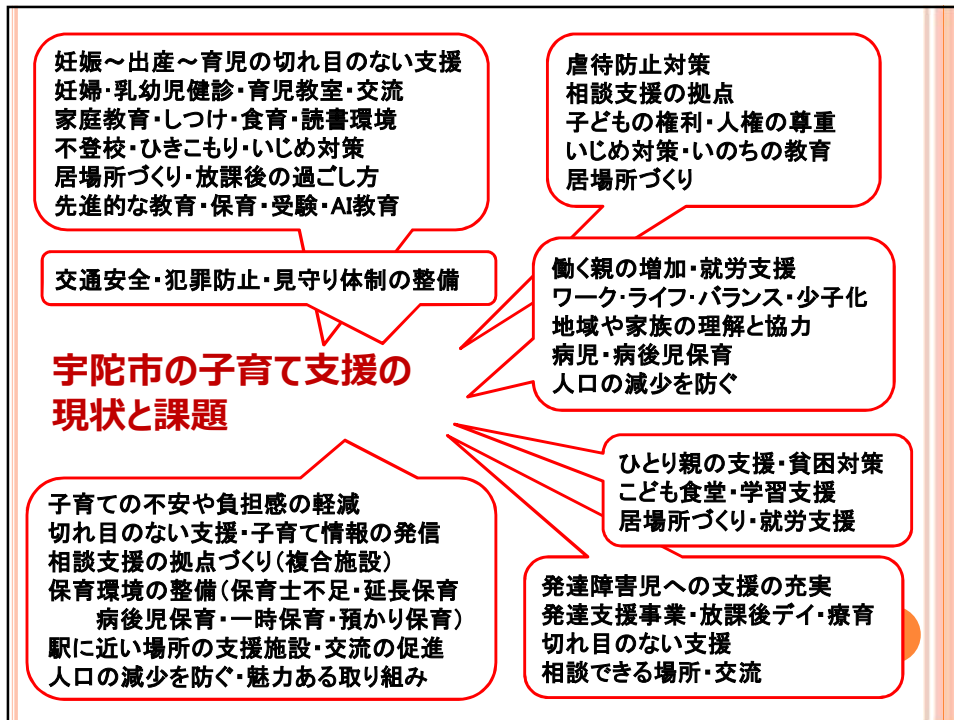 妊娠～出産～育児の切れ目のない支援
妊婦・乳幼児健診・育児教室・交流
家庭教育・しつけ・食育・読書環境
不登校・ひきこもり・いじめ対策
居場所づくり・放課後の過ごし方
先進的な教育・保育・受験・AI教育
交通安全・犯罪防止・見守り体制の整備
虐待防止対策
相談支援の拠点
子どもの権利・人権の尊重
いじめ対策・いのちの教育
居場所づくり
働く親の増加・就労支援
ワーク・ライフ・バランス・少子化
地域や家族の理解と協力
病児・病後児保育
人口の減少を防ぐ
宇陀市の子育て支援の
現状と課題
ひとり親の支援・貧困対策
こども食堂・学習支援
居場所づくり・就労支援
子育ての不安や負担感の軽減
切れ目のない支援・子育て情報の発信
相談支援の拠点づくり（複合施設）
保育環境の整備（保育士不足・延長保育
病後児保育・一時保育・預かり保育）
駅に近い場所の支援施設・交流の促進
人口の減少を防ぐ・魅力ある取り組み
発達障害児への支援の充実
発達支援事業・放課後デイ・療育
切れ目のない支援
相談できる場所・交流